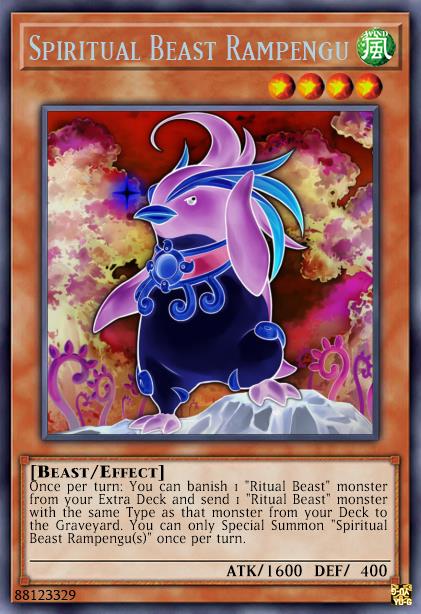 Spiritual Beast Rampengu
WIND
風
[Beast/Effect]
Once per turn: You can banish 1 "Ritual Beast" monster
from your Extra Deck and send 1 "Ritual Beast" monster
with the same Type as that monster from your Deck to
the Graveyard. You can only Special Summon "Spiritual
Beast Rampengu(s)" once per turn.
ATK/1600 DEF/ 400
88123329